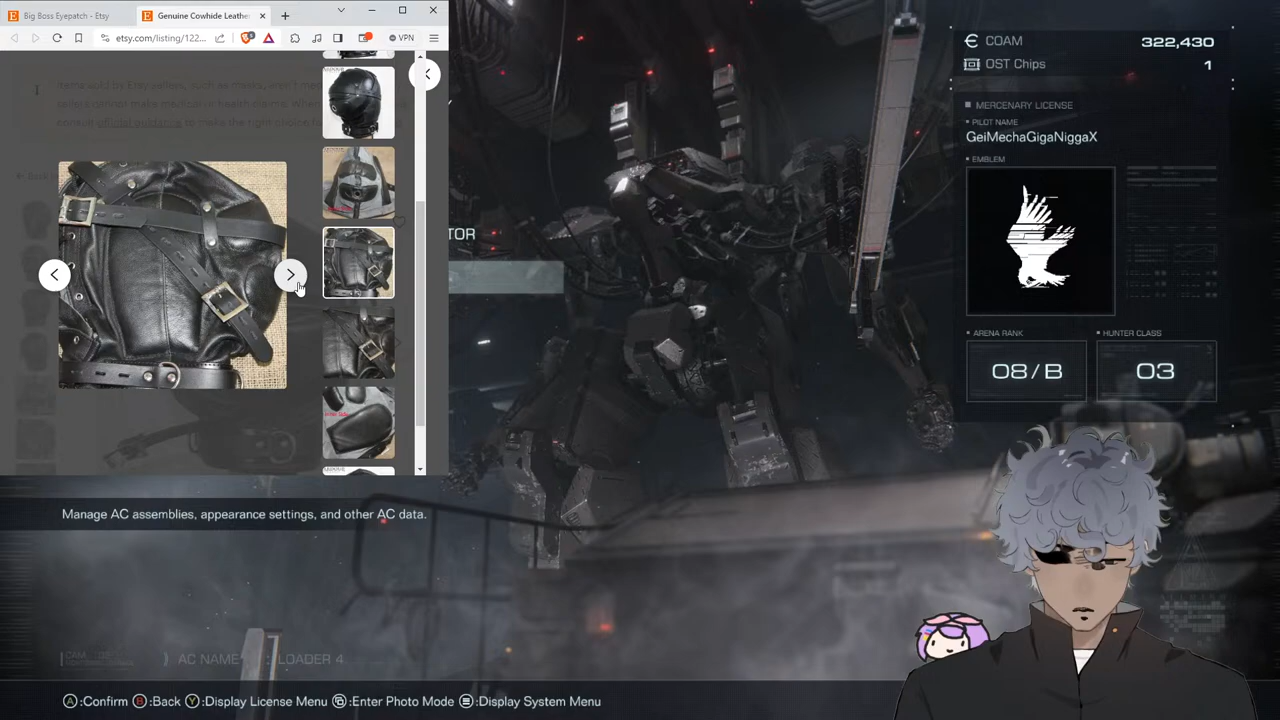 Big Boss Eyepatch - Etsy
Genuine Cowhide Leathe
etsy.com/listing/122...
VPN
TOR
COAM 322,430
OST Chips 1
MERCENARY LICENSE
PILOT NAME
GeiMechaGigaNiggaX
EMBLEM
ARENA RANK HUNTER CLASS
08/B 03
Manage AC assemblies, appearance settings, and other AC data.
AC NAME : LOADER 4
A:Confirm B:Back Y:Display License Menu :Enter Photo Mode :Display System Menu